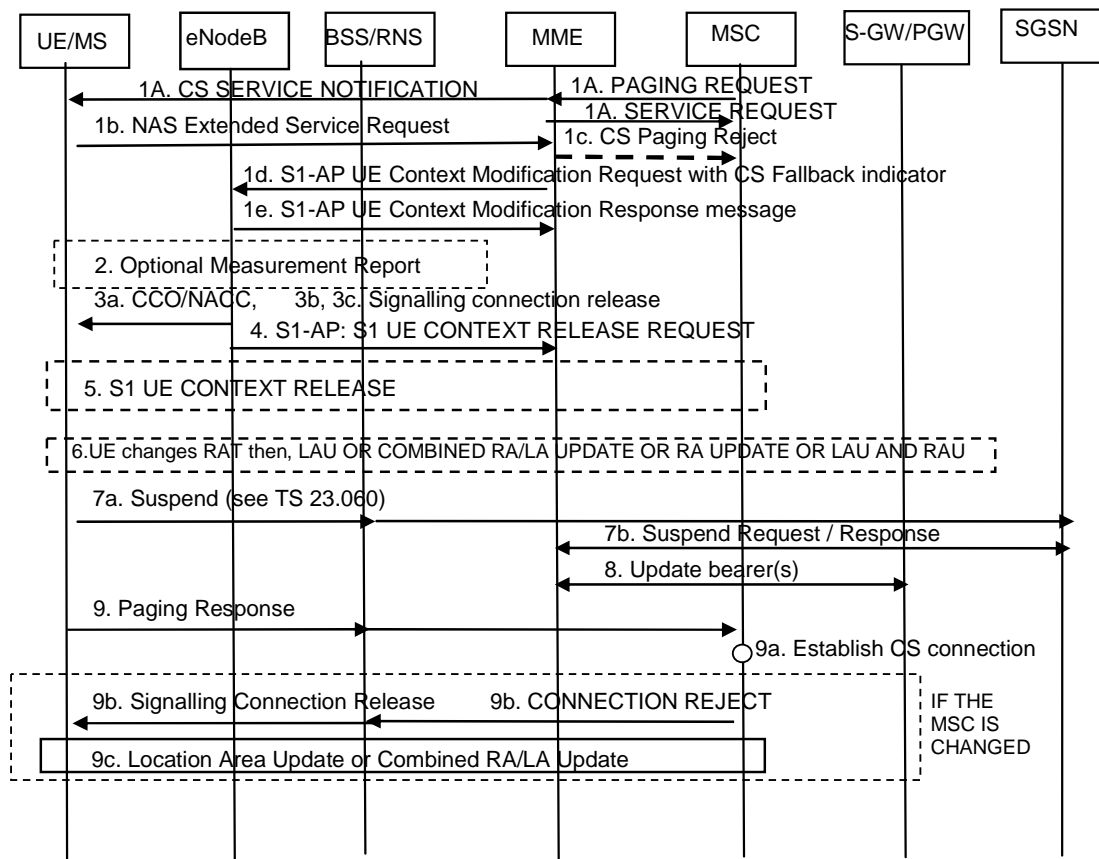 UE/MS
eNodeB
BSS/RNS
MME
MSC
S-GW/PGW
SGSN
1A. CS SERVICE NOTIFICATION
1A. PAGING REQUEST
1A. SERVICE REQUEST
1b. NAS Extended Service Request
1c. CS Paging Reject
1d. S1-AP UE Context Modification Request with CS Fallback indicator
1e. S1-AP UE Context Modification Response message
2. Optional Measurement Report
3a. CCO/NACC, 3b, 3c. Signalling connection release
4. S1-AP: S1 UE CONTEXT RELEASE REQUEST
5. S1 UE CONTEXT RELEASE
6.UE changes RAT then, LAU OR COMBINED RA/LA UPDATE OR RA UPDATE OR LAU AND RAU
7a. Suspend (see TS 23.060)
7b. Suspend Request / Response
8. Update bearer(s)
9. Paging Response
9a. Establish CS connection
9b. Signalling Connection Release
9b. CONNECTION REJECT
IF THE
MSC IS
CHANGED
9c. Location Area Update or Combined RA/LA Update